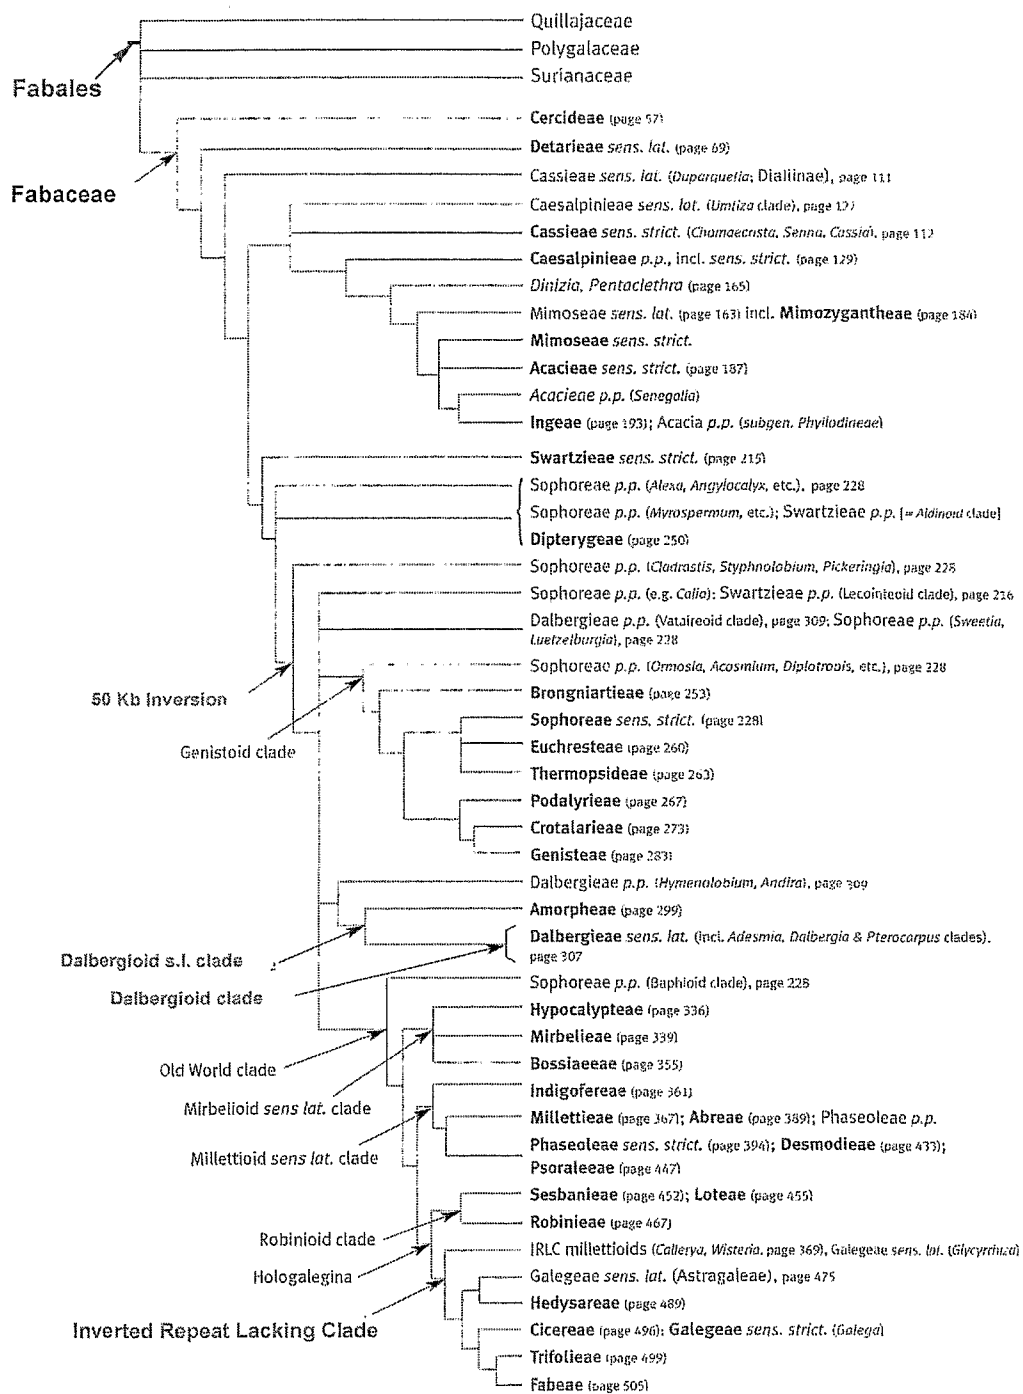 Quillajaceae
Polygalaceae
Surianaceae
Fabales
Cercideae (page 57)
Detarieae sens. lat. (page 69)
Fabaceae
Cassieae sens. lat. (Duparquetia; Dialiinae), page 111
Caesalpinieae sens. lat. (Umtiza clade), page 127
Cassieae sens. strict. (Chamaecrista, Senna, Cassia), page 112
Caesalpinieae p.p., incl. sens. strict. (page 129)
Dinizia, Pentaclethra (page 165)
Mimoseae sens. lat. (page 163) incl. Mimozygantheae (page 184)
Mimoseae sens. strict.
Acacieae sens. strict. (page 187)
Acacieae p.p. (Senegalia)
Ingeae (page 193); Acacia p.p. (subgen. Phyllodineae)
Swartzieae sens. strict. (page 215)
Sophoreae p.p. (Alexa, Angylocalyx, etc.), page 228
Sophoreae p.p. (Myrospermum, etc.); Swartzieae p.p. [= Aldinoid clade]
Dipterygeae (page 250)
Sophoreae p.p. (Cladrastis, Styphnolobium, Pickeringia), page 228
Sophoreae p.p. (e.g. Calia); Swartzieae p.p. (Lecointeoid clade), page 216
Dalbergieae p.p. (Vataireoid clade), page 309; Sophoreae p.p. (Sweetia,
Luetzelburgia), page 228
Sophoreae p.p. (Ormosia, Acosmium, Diplotropis, etc.), page 228
50 Kb Inversion
Brongniartieae (page 253)
Sophoreae sens. strict. (page 228)
Genistoid clade
Euchresteae (page 260)
Thermopsideae (page 263)
Podalyrieae (page 267)
Crotalarieae (page 273)
Genisteae (page 283)
Dalbergieae p.p. (Hymenolobium, Andira), page 309
Amorpheae (page 299)
Dalbergieae sens. lat. (incl. Adesmia, Dalbergia & Pterocarpus clades),
page 307
Dalbergioid s.l. clade
Dalbergioid clade
Sophoreae p.p. (Baphioid clade), page 228
Hypocalypteae (page 336)
Mirbelieae (page 339)
Bossiaeeae (page 355)
Old World clade
Indigofereae (page 361)
Mirbelioid sens lat. clade
Millettieae (page 367); Abreae (page 389); Phaseoleae p.p.
Phaseoleae sens. strict. (page 394); Desmodieae (page 433);
Psoraleeae (page 447)
Millettioid sens lat. clade
Sesbanieae (page 452); Loteae (page 455)
Robinieae (page 467)
Robinioid clade
IRLC millettioids (Callerya, Wisteria, page 369), Galegeae sens. lat. (Glycyrrhiza)
Hologalegina
Galegeae sens. lat. (Astragaleae), page 475
Hedysareae (page 489)
Inverted Repeat Lacking Clade
Cicereae (page 496); Galegeae sens. strict. (Galega)
Trifolieae (page 499)
Fabeae (page 505)